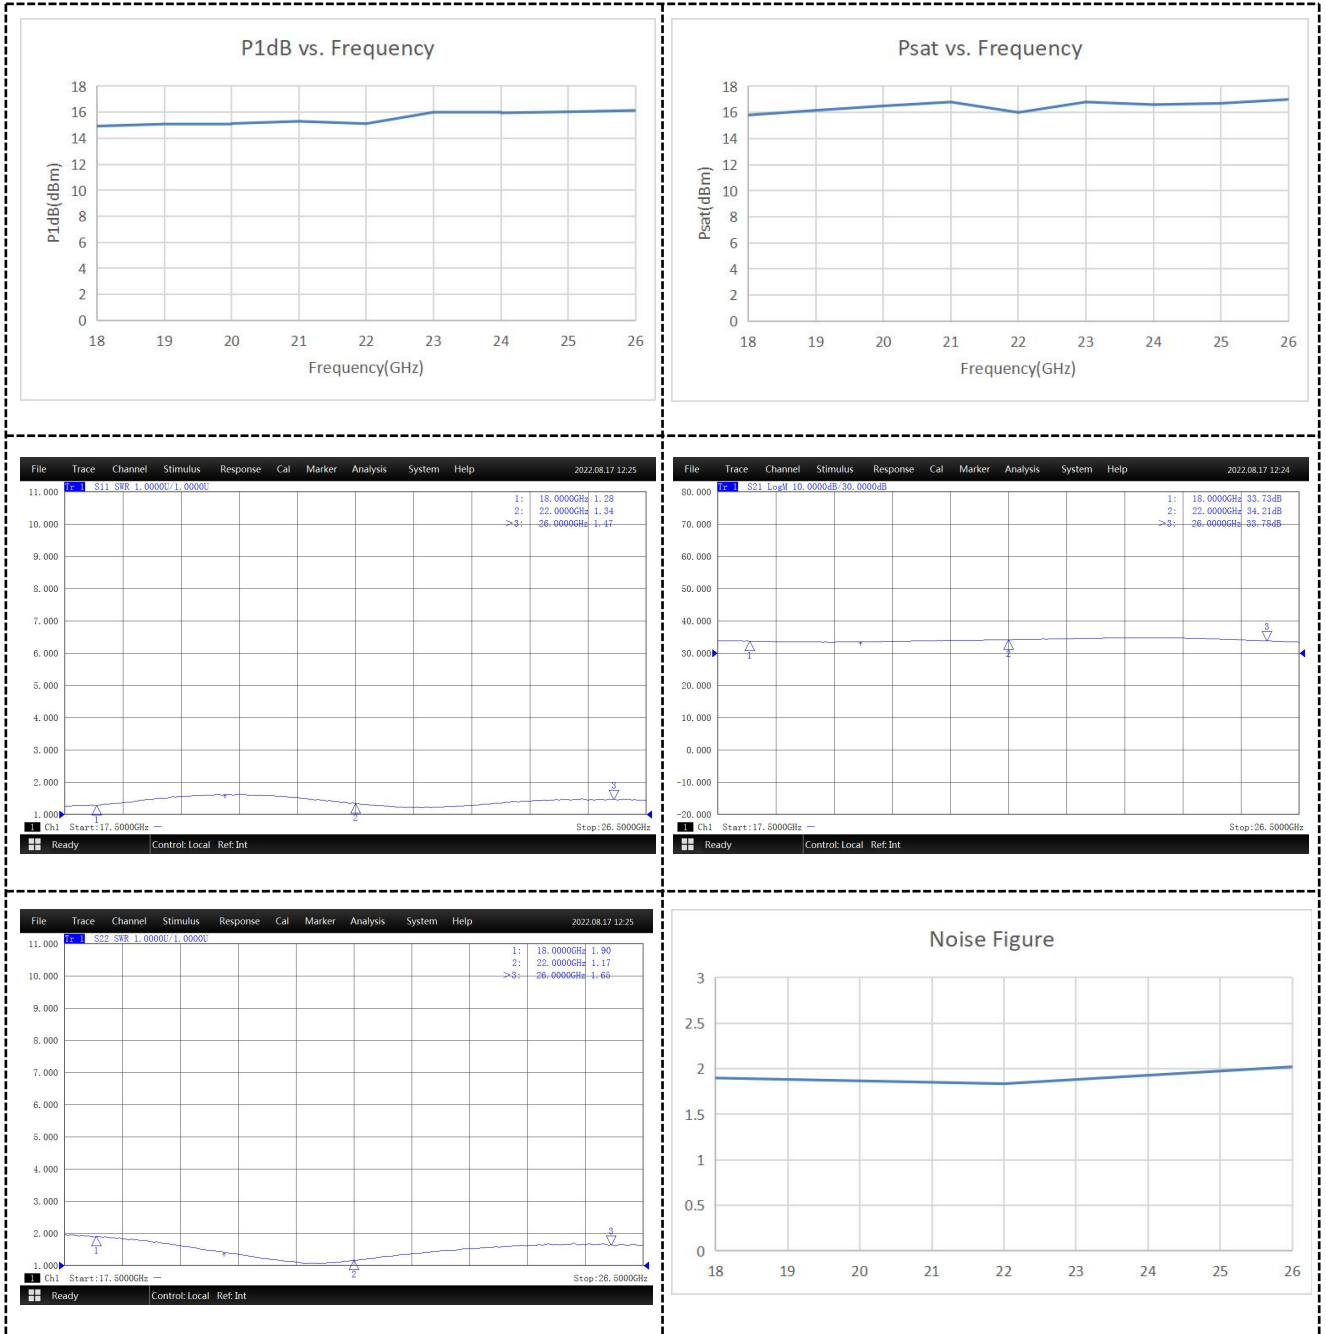 P1dB vs. Frequency
18
16
14
12
10
8
6
4
2
0
P1dB(dBm)
18 19 20 21 22 23 24 25 26
Frequency(GHz)
Psat vs. Frequency
18
16
14
12
10
8
6
4
2
0
Psat(dBm)
18 19 20 21 22 23 24 25 26
Frequency(GHz)
File Trace Channel Stimulus Response Cal Marker Analysis System Help 2022.08.17 12:25
Tr 1 S11 SWR 1.0000U/1.0000U
11.000
10.000
9.000
8.000
7.000
6.000
5.000
4.000
3.000
2.000
1.000
1: 18.0000GHz 1.28
2: 22.0000GHz 1.34
>3: 26.0000GHz 1.47
1
2
3
1 Ch1 Start:17.5000GHz — Stop:26.5000GHz
Ready Control: Local Ref: Int
File Trace Channel Stimulus Response Cal Marker Analysis System Help 2022.08.17 12:24
Tr 1 S21 LogM 10.0000dB/30.0000dB
80.000
70.000
60.000
50.000
40.000
30.000
20.000
10.000
0.000
-10.000
-20.000
1: 18.0000GHz 33.73dB
2: 22.0000GHz 34.21dB
>3: 26.0000GHz 33.78dB
1
2
3
1 Ch1 Start:17.5000GHz — Stop:26.5000GHz
Ready Control: Local Ref: Int
File Trace Channel Stimulus Response Cal Marker Analysis System Help 2022.08.17 12:25
Tr 1 S22 SWR 1.0000U/1.0000U
11.000
10.000
9.000
8.000
7.000
6.000
5.000
4.000
3.000
2.000
1.000
1: 18.0000GHz 1.90
2: 22.0000GHz 1.17
>3: 26.0000GHz 1.65
1
2
3
1 Ch1 Start:17.5000GHz — Stop:26.5000GHz
Ready Control: Local Ref: Int
Noise Figure
3
2.5
2
1.5
1
0.5
0
18 19 20 21 22 23 24 25 26